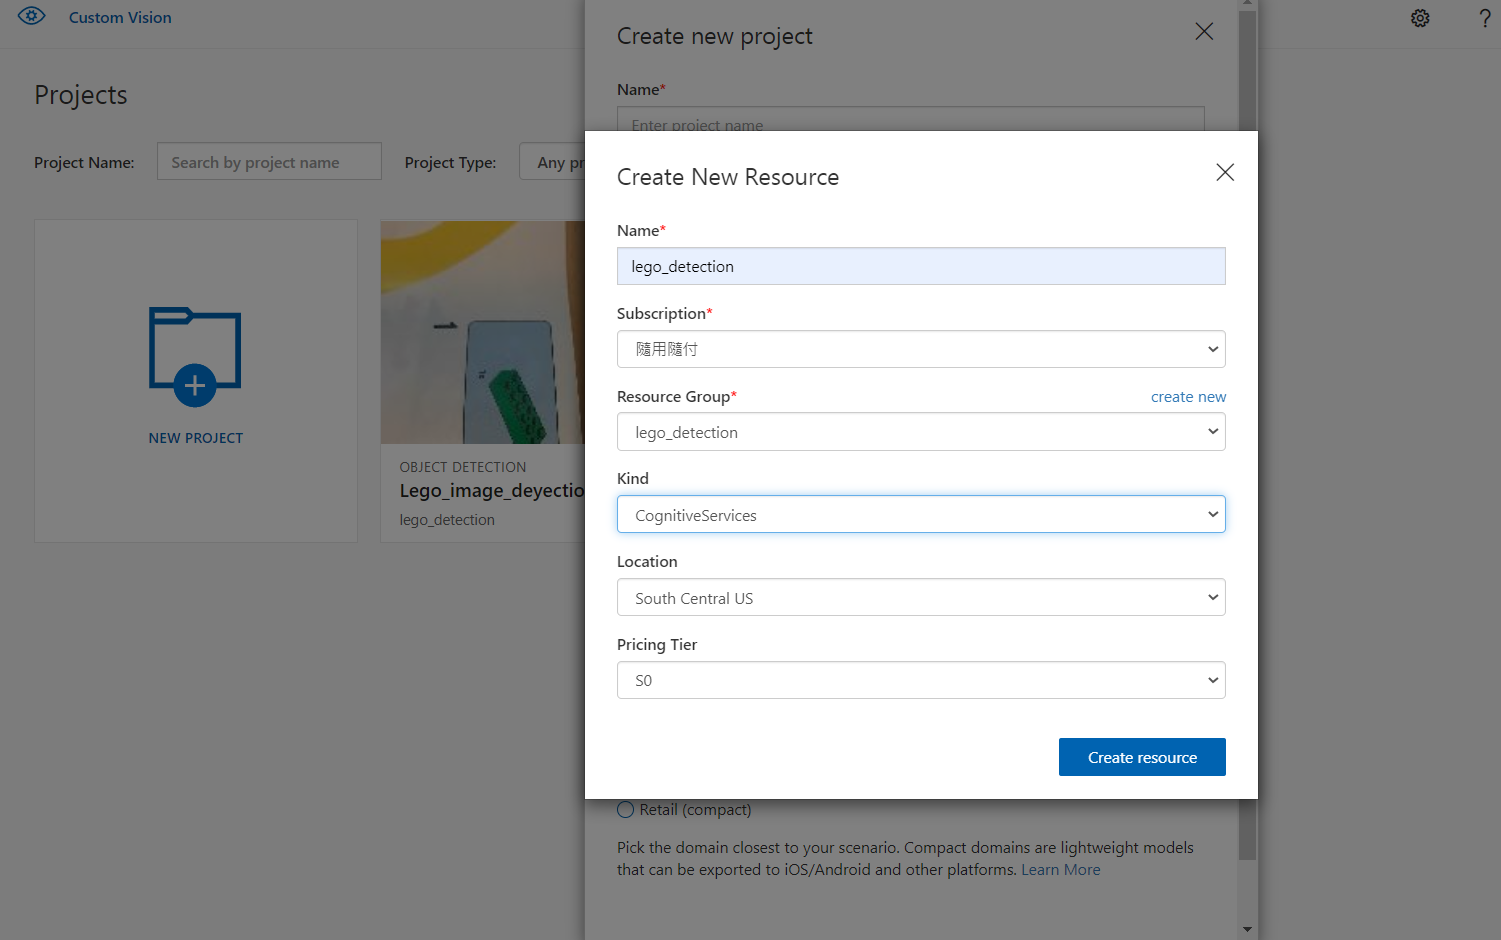 Custom Vision
?
Projects
Project Name:
Search by project name
Project Type:
Any pr
NEW PROJECT
OBJECT DETECTION
Lego_image_deyectio
lego_detection
Create new project
Name*
Enter project name
Create New Resource
Name*
lego_detection
Subscription*
隨用隨付
Resource Group*
create new
lego_detection
Kind
CognitiveServices
Location
South Central US
Pricing Tier
S0
Create resource
Retail (compact)
Pick the domain closest to your scenario. Compact domains are lightweight models
that can be exported to iOS/Android and other platforms. Learn More